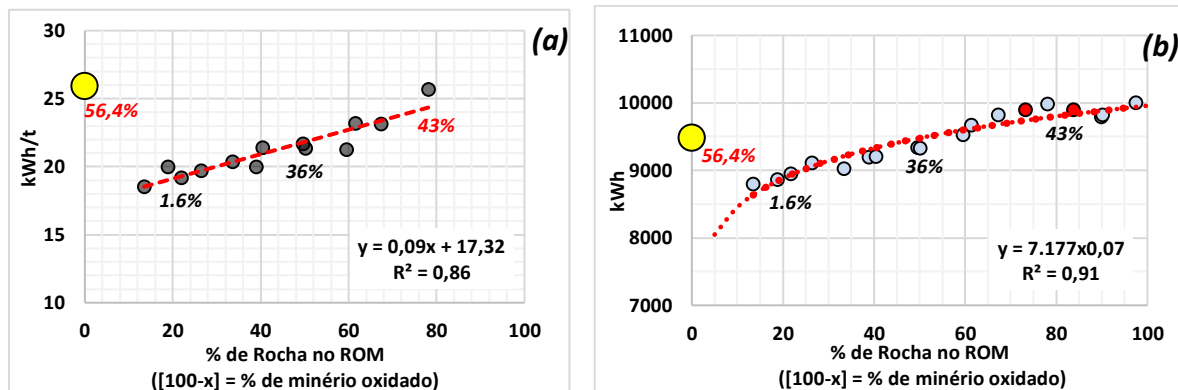 (a)
30
25
20
15
10
kWh/t
56,4%
43%
36%
1.6%
y = 0,09x + 17,32
R² = 0,86
0 20 40 60 80 100
% de Rocha no ROM
([100-x] = % de minério oxidado)
(b)
11000
10000
9000
8000
7000
kWh
56,4%
43%
36%
1.6%
y = 7.177x0,07
R² = 0,91
0 20 40 60 80 100
% de Rocha no ROM
([100-x] = % de minério oxidado)